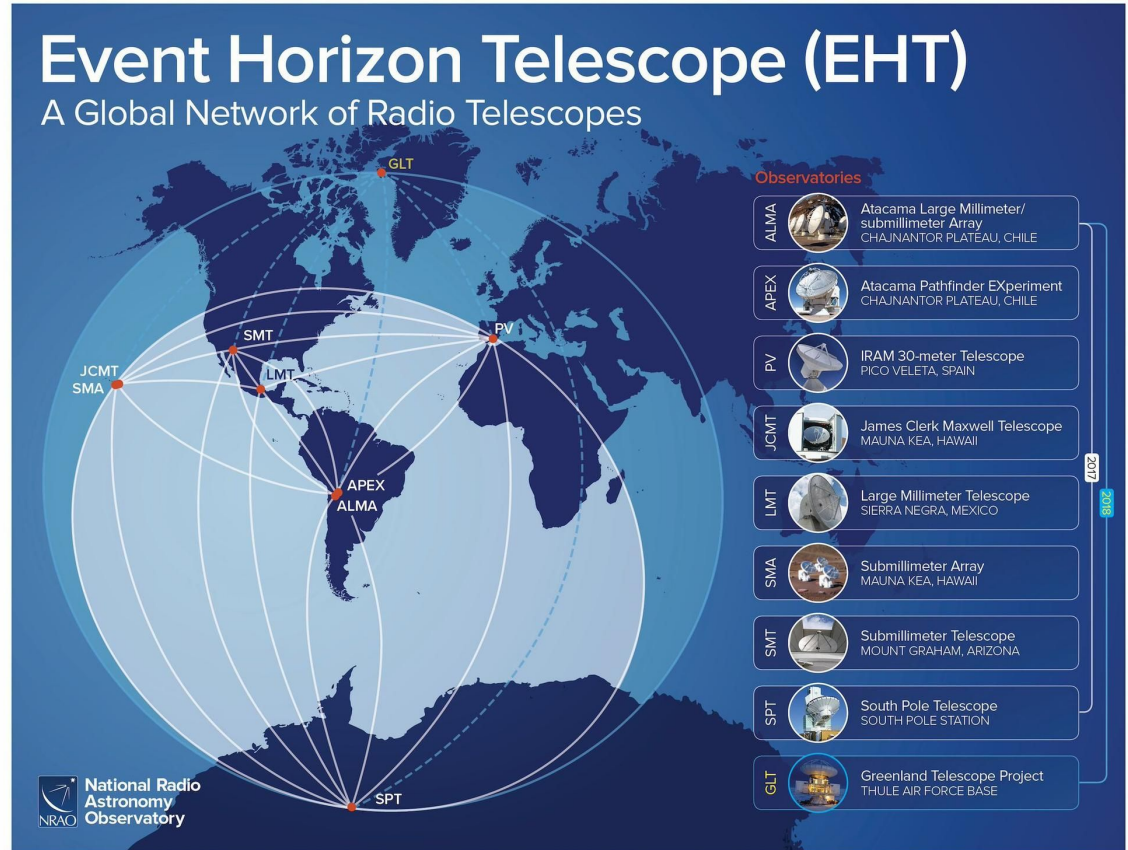 Event Horizon Telescope (EHT)
A Global Network of Radio Telescopes
GLT
SMT
PV
JCMT
SMA
LMT
APEX
ALMA
SPT
Observatories
ALMA
Atacama Large Millimeter/
submillimeter Array
CHAJNANTOR PLATEAU, CHILE
APEX
Atacama Pathfinder EXperiment
CHAJNANTOR PLATEAU, CHILE
PV
IRAM 30-meter Telescope
PICO VELETA, SPAIN
JCMT
James Clerk Maxwell Telescope
MAUNA KEA, HAWAII
LMT
Large Millimeter Telescope
SIERRA NEGRA, MEXICO
SMA
Submillimeter Array
MAUNA KEA, HAWAII
SMT
Submillimeter Telescope
MOUNT GRAHAM, ARIZONA
SPT
South Pole Telescope
SOUTH POLE STATION
GLT
Greenland Telescope Project
THULE AIR FORCE BASE
2017
2018
NRAO
National Radio
Astronomy
Observatory